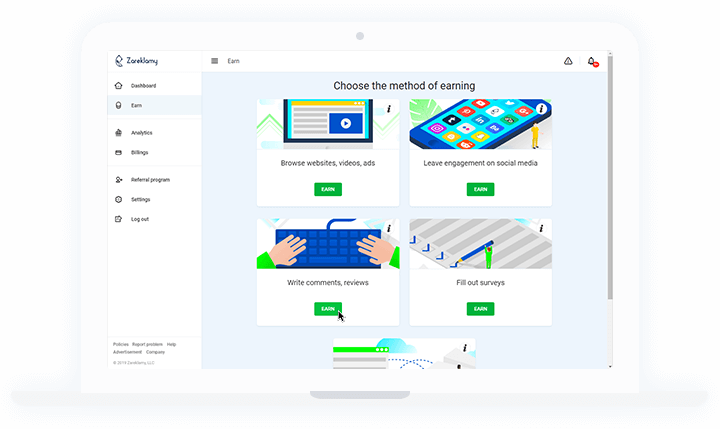 Zareklamy
Earn
Dashboard
Earn
Analytics
Billings
Referral program
Settings
Log out
Policies Report problem Help
Advertisement Company
© 2019 Zareklamy, LLC
Choose the method of earning
Browse websites, videos, ads
EARN
Leave engagement on social media
EARN
Write comments, reviews
EARN
Fill out surveys
EARN